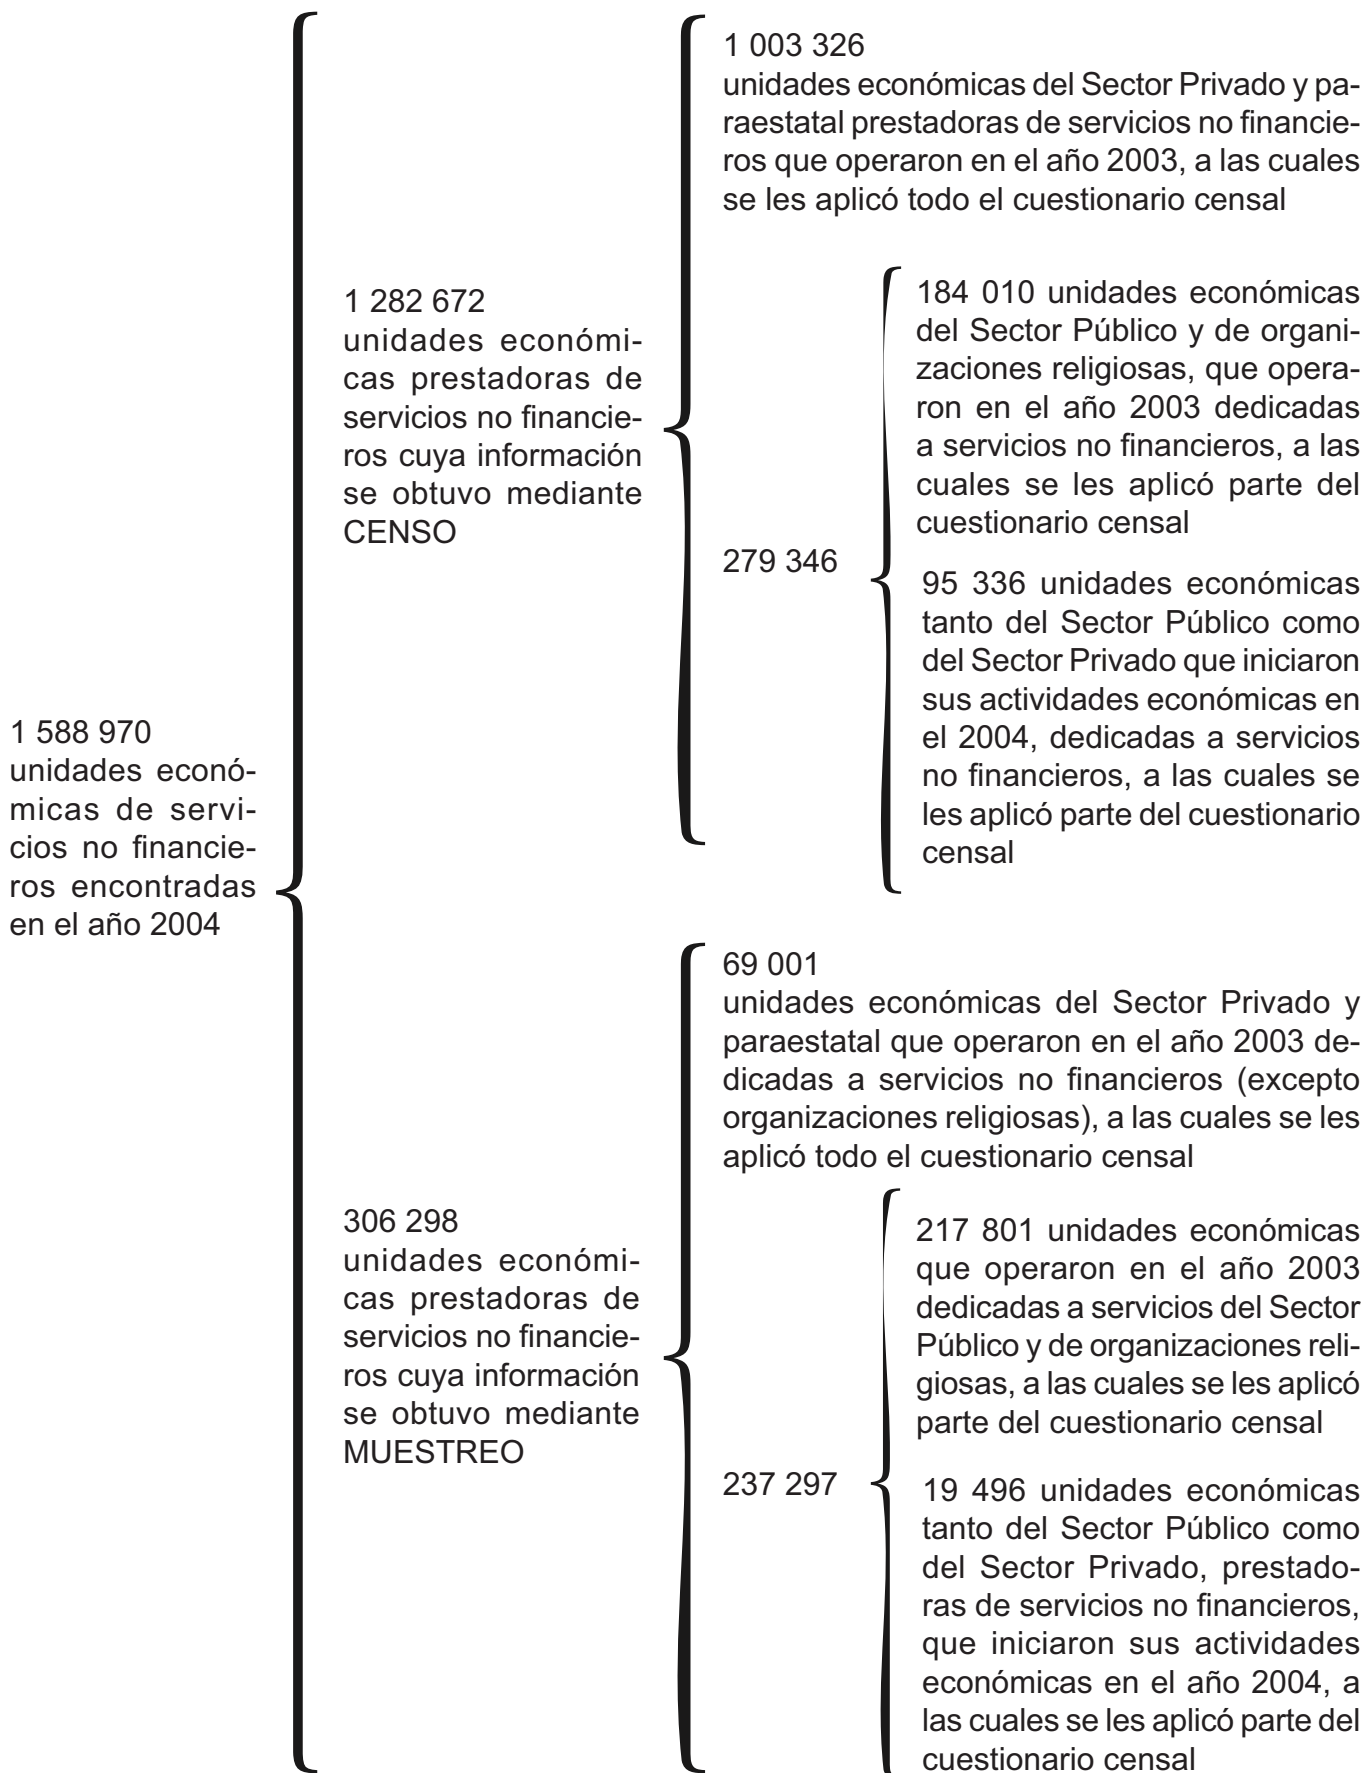 1 588 970
unidades econó-
micas de servi-
cios no financie-
ros encontradas
en el año 2004
1 282 672
unidades económi-
cas prestadoras de
servicios no financie-
ros cuya información
se obtuvo mediante
CENSO
1 003 326
unidades económicas del Sector Privado y pa-
raestatal prestadoras de servicios no financie-
ros que operaron en el año 2003, a las cuales
se les aplicó todo el cuestionario censal
279 346
184 010 unidades económicas
del Sector Público y de organi-
zaciones religiosas, que opera-
ron en el año 2003 dedicadas
a servicios no financieros, a las
cuales se les aplicó parte del
cuestionario censal
95 336 unidades económicas
tanto del Sector Público como
del Sector Privado que iniciaron
sus actividades económicas en
el 2004, dedicadas a servicios
no financieros, a las cuales se
les aplicó parte del cuestionario
censal
306 298
unidades económi-
cas prestadoras de
servicios no financie-
ros cuya información
se obtuvo mediante
MUESTREO
69 001
unidades económicas del Sector Privado y
paraestatal que operaron en el año 2003 de-
dicadas a servicios no financieros (excepto
organizaciones religiosas), a las cuales se les
aplicó todo el cuestionario censal
237 297
217 801 unidades económicas
que operaron en el año 2003
dedicadas a servicios del Sector
Público y de organizaciones reli-
giosas, a las cuales se les aplicó
parte del cuestionario censal
19 496 unidades económicas
tanto del Sector Público como
del Sector Privado, prestado-
ras de servicios no financieros,
que iniciaron sus actividades
económicas en el año 2004, a
las cuales se les aplicó parte del
cuestionario censal